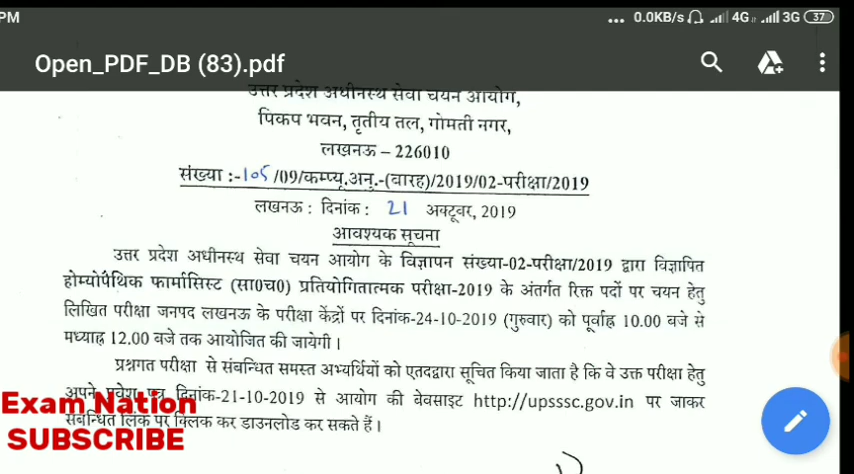 PM ... 0.0KB/s 4G 3G 37
Open_PDF_DB (83).pdf
उत्तर प्रदेश अधीनस्थ सेवा चयन आयोग,
पिकप भवन, तृतीय तल, गोमती नगर,
लखनऊ – 226010
संख्या :-105/09/कम्प्यू.अनु.-(बारह)/2019/02-परीक्षा/2019
लखनऊ : दिनांक : 21 अक्टूबर, 2019
आवश्यक सूचना
उत्तर प्रदेश अधीनस्थ सेवा चयन आयोग के विज्ञापन संख्या-02-परीक्षा/2019 द्वारा विज्ञापित
होम्योपैथिक फार्मासिस्ट (सा0च0) प्रतियोगितात्मक परीक्षा-2019 के अंतर्गत रिक्त पदों पर चयन हेतु
लिखित परीक्षा जनपद लखनऊ के परीक्षा केंद्रों पर दिनांक-24-10-2019 (गुरुवार) को पूर्वाह्न 10.00 बजे से
मध्याह्न 12.00 बजे तक आयोजित की जायेगी।
प्रश्नगत परीक्षा से संबन्धित समस्त अभ्यर्थियों को एतदद्वारा सूचित किया जाता है कि वे उक्त परीक्षा हेतु
अपने प्रवेश पत्र दिनांक-21-10-2019 से आयोग की वेबसाइट http://upsssc.gov.in पर जाकर
संबन्धित लिंक पर क्लिक कर डाउनलोड कर सकते हैं।
Exam Nation
SUBSCRIBE